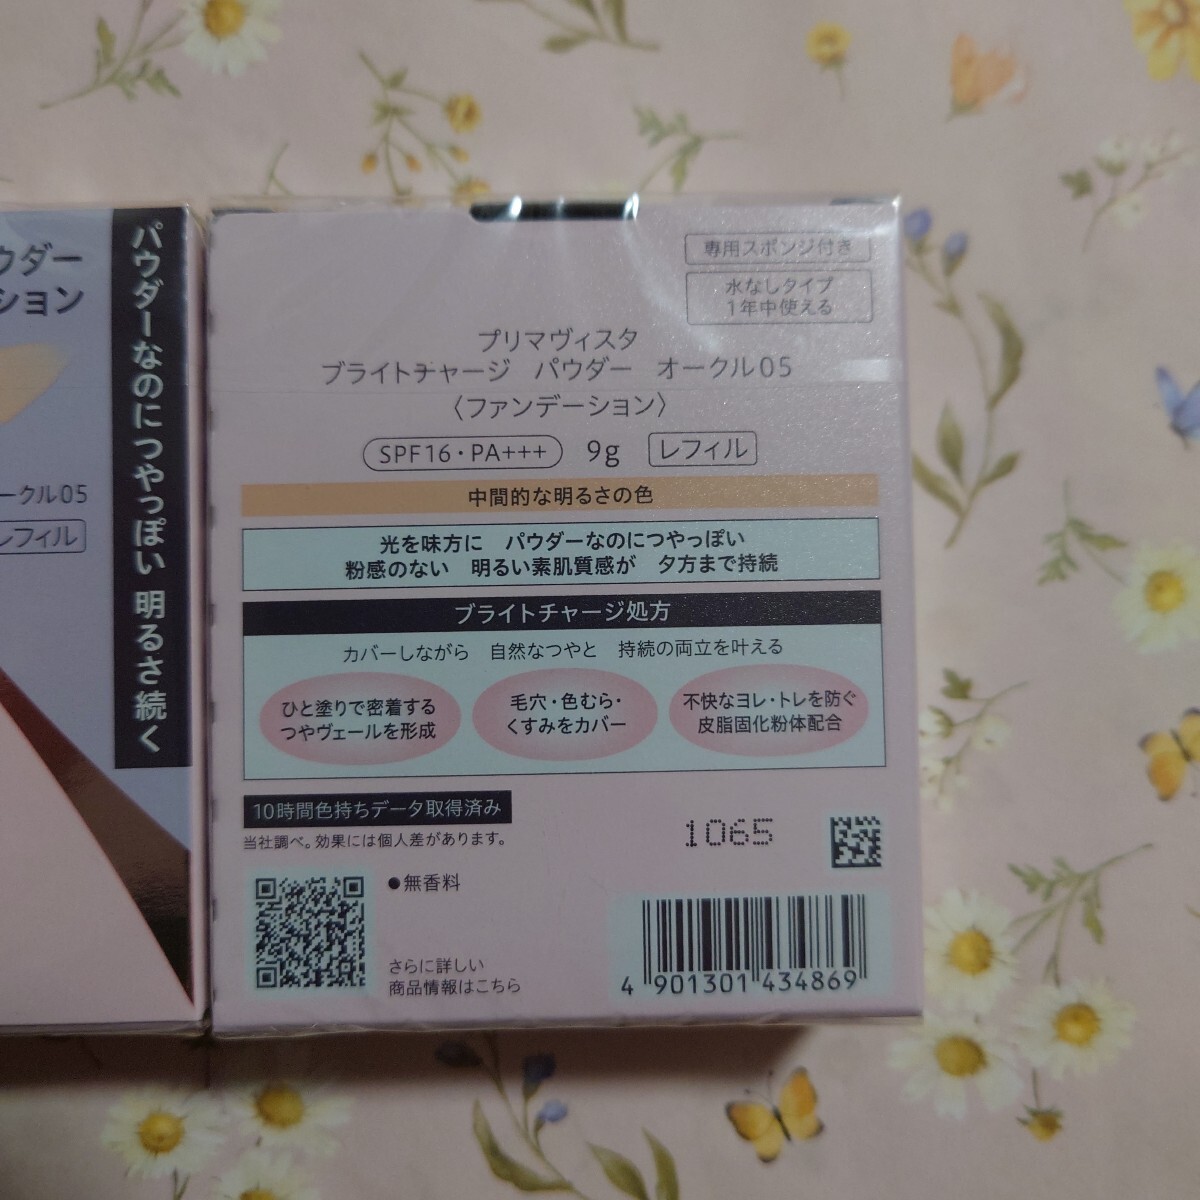 ウダー
ション
ークル05
レフィル
パウダーなのにつやっぽい 明るさ続く
専用スポンジ付き
水なしタイプ
1年中使える
プリマヴィスタ
ブライトチャージ パウダー オークル05
〈ファンデーション〉
SPF16・PA+++ 9g レフィル
中間的な明るさの色
光を味方に パウダーなのにつやっぽい
粉感のない 明るい素肌質感が 夕方まで持続
ブライトチャージ処方
カバーしながら 自然なつやと 持続の両立を叶える
ひと塗りで密着する
つやヴェールを形成
毛穴・色むら・
くすみをカバー
不快なヨレ・トレを防ぐ
皮脂固化粉体配合
10時間色持ちデータ取得済み
当社調べ。効果には個人差があります。
1065
●無香料
さらに詳しい
商品情報はこちら
4 901301 434869